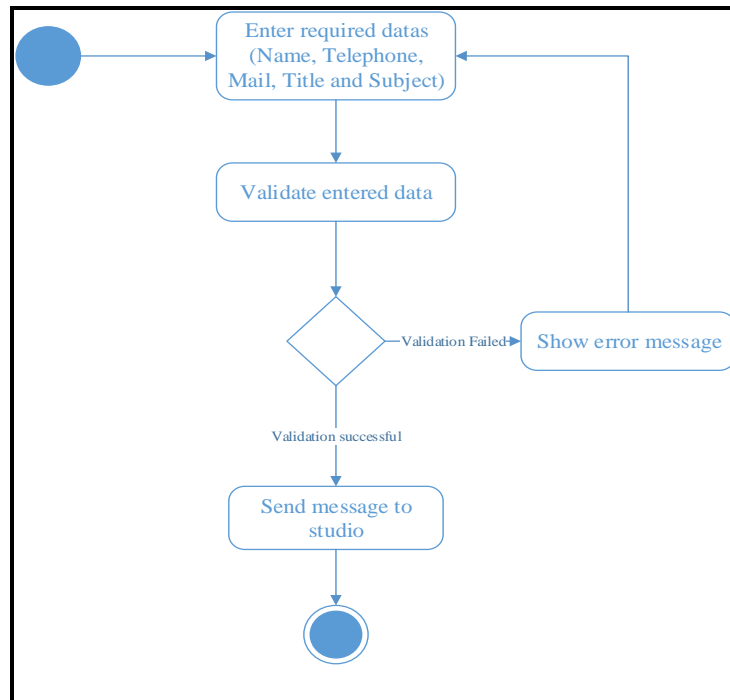 Enter required datas
(Name, Telephone,
Mail, Title and Subject)
Validate entered data
Validation Failed
Show error message
Validation successful
Send message to
studio